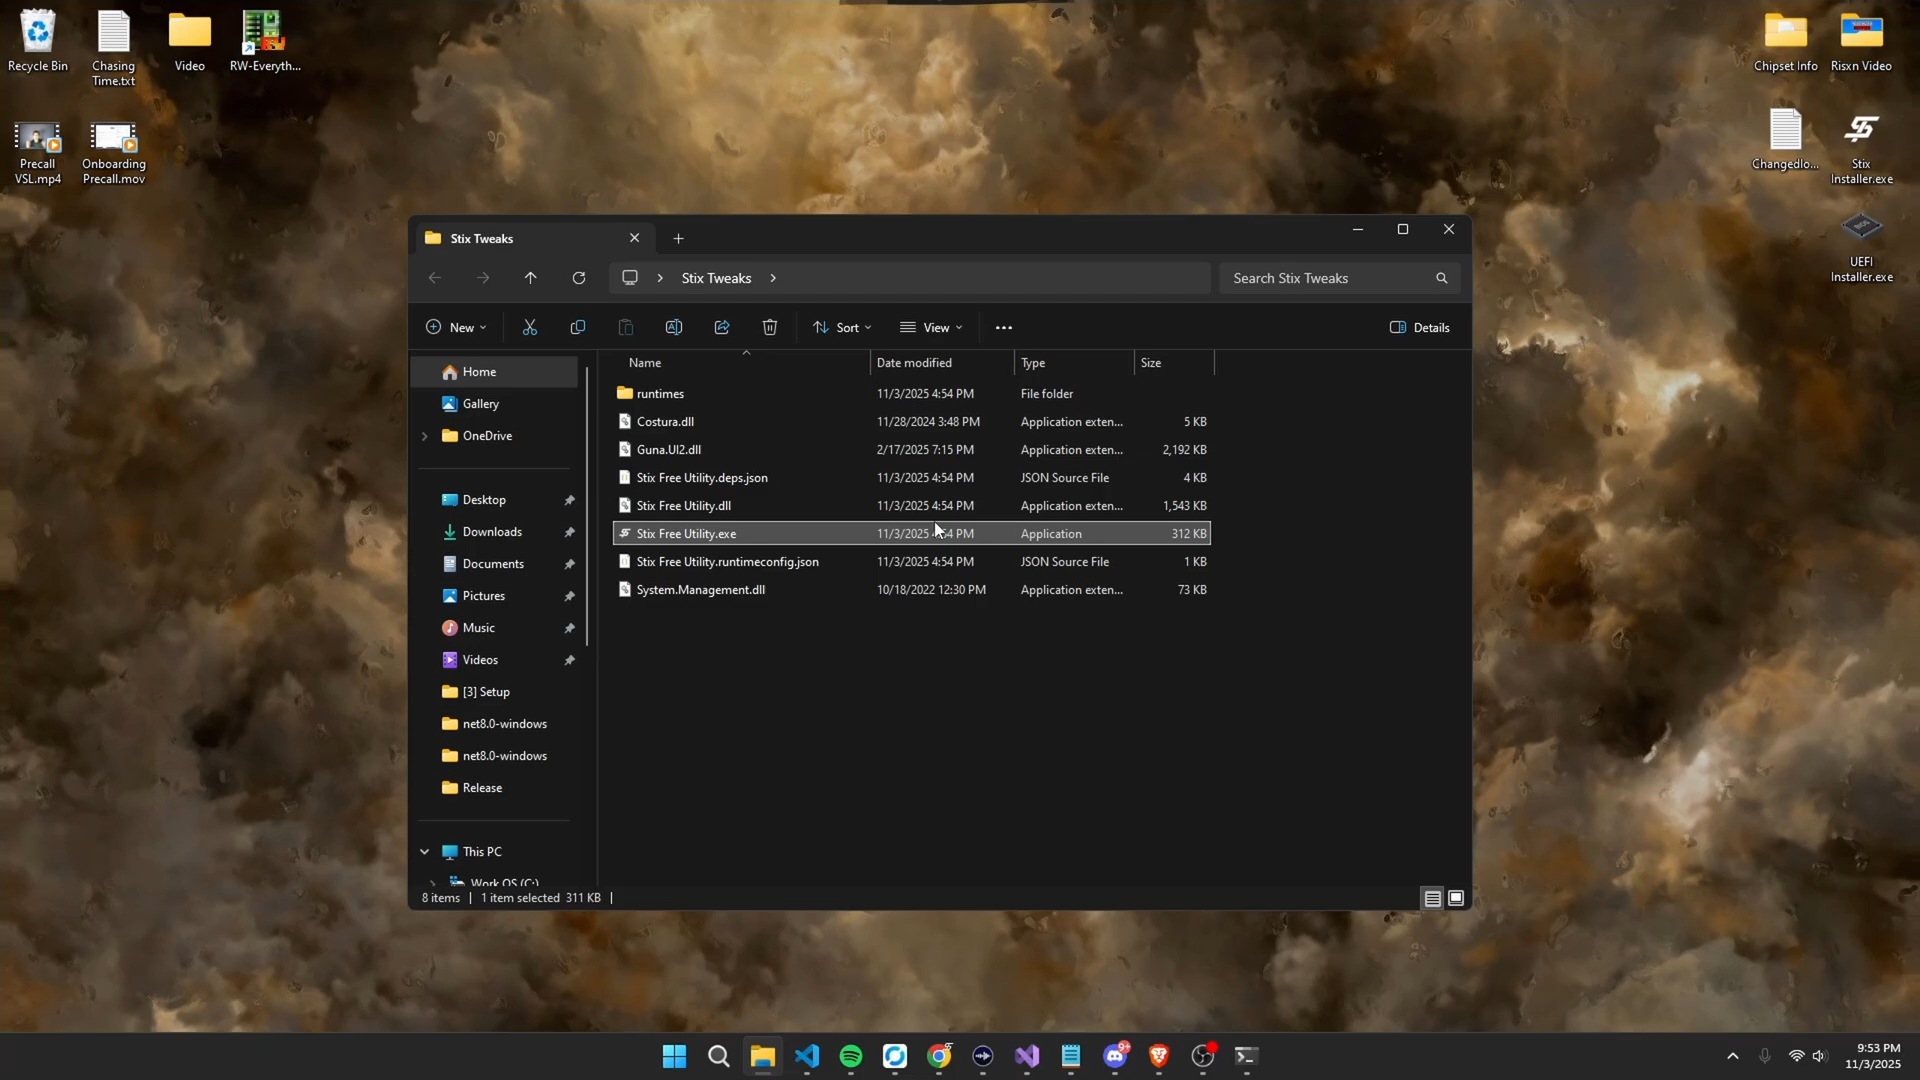 Recycle Bin
Chasing
Time.txt
Video
RW-Everyth...
Precall
VSL.mp4
Onboarding
Precall.mov
Chipset Info
Risxn Video
Changedlo...
Stix
Installer.exe
UEFI
Installer.exe
Stix Tweaks
Stix Tweaks
Search Stix Tweaks
New
Sort
View
Details
Name
Date modified
Type
Size
runtimes
11/3/2025 4:54 PM
File folder
Costura.dll
11/28/2024 3:48 PM
Application exten...
5 KB
Guna.UI2.dll
2/17/2025 7:15 PM
Application exten...
2,192 KB
Stix Free Utility.deps.json
11/3/2025 4:54 PM
JSON Source File
4 KB
Stix Free Utility.dll
11/3/2025 4:54 PM
Application exten...
1,543 KB
Stix Free Utility.exe
11/3/2025 4:54 PM
Application
312 KB
Stix Free Utility.runtimeconfig.json
11/3/2025 4:54 PM
JSON Source File
1 KB
System.Management.dll
10/18/2022 12:30 PM
Application exten...
73 KB
Home
Gallery
OneDrive
Desktop
Downloads
Documents
Pictures
Music
Videos
[3] Setup
net8.0-windows
net8.0-windows
Release
This PC
Work OS (C:)
8 items
1 item selected 311 KB
9+
9:53 PM
11/3/2025